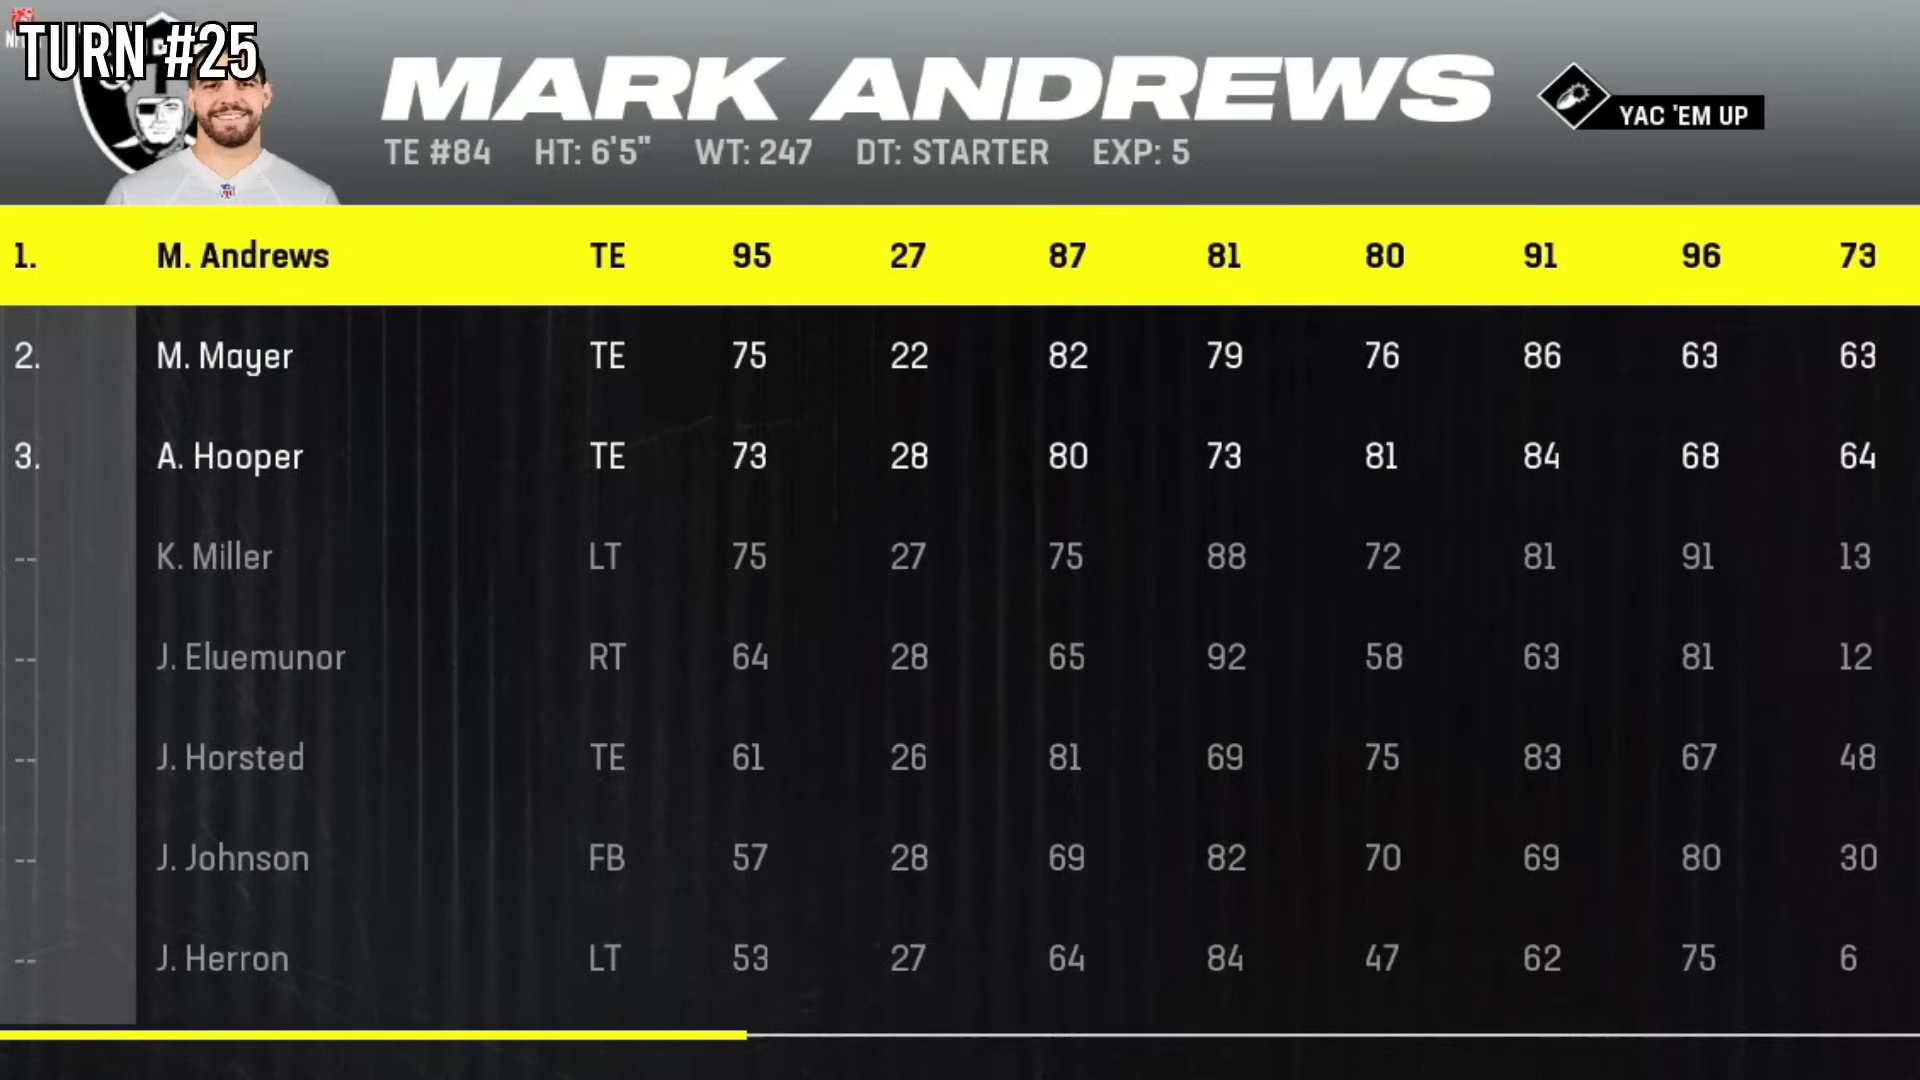 TURN #25
MARK ANDREWS
YAC 'EM UP
TE #84 HT: 6'5" WT: 247 DT: STARTER EXP: 5
1. M. Andrews TE 95 27 87 81 80 91 96 73
2. M. Mayer TE 75 22 82 79 76 86 63 63
3. A. Hooper TE 73 28 80 73 81 84 68 64
-- K. Miller LT 75 27 75 88 72 81 91 13
-- J. Eluemunor RT 64 28 65 92 58 63 81 12
-- J. Horsted TE 61 26 81 69 75 83 67 48
-- J. Johnson FB 57 28 69 82 70 69 80 30
-- J. Herron LT 53 27 64 84 47 62 75 6